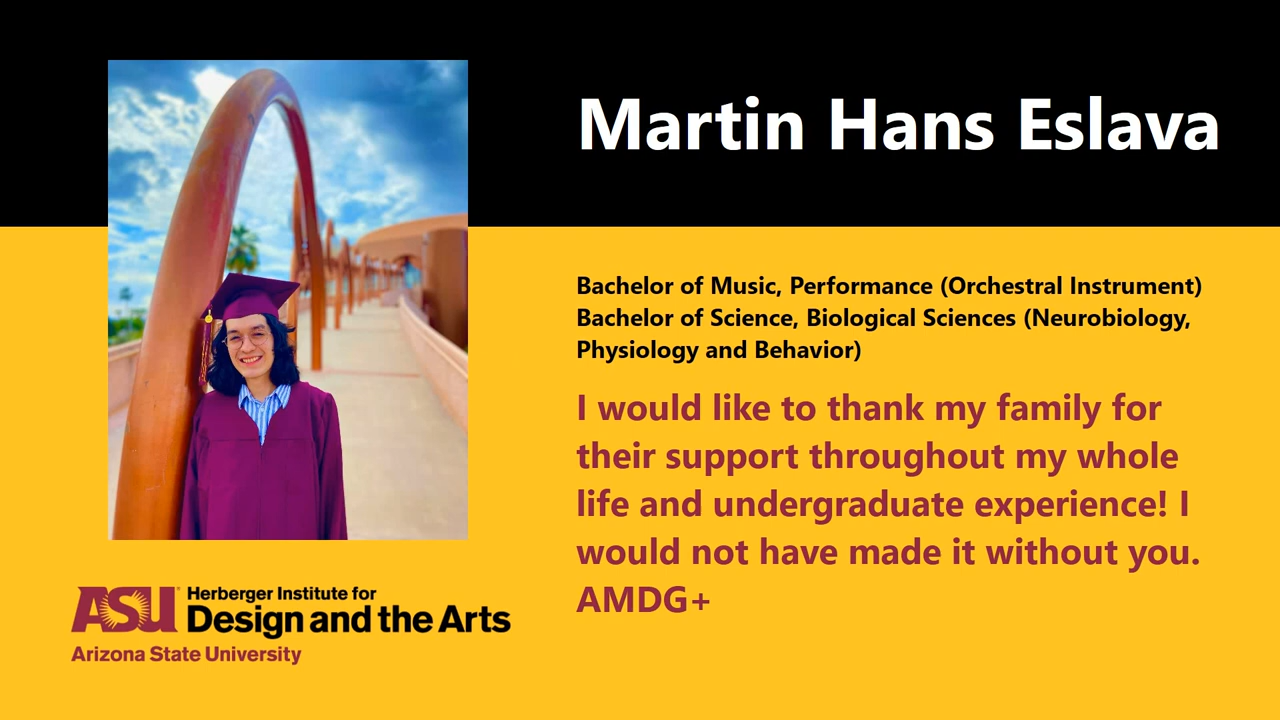 Martin Hans Eslava
Bachelor of Music, Performance (Orchestral Instrument)
Bachelor of Science, Biological Sciences (Neurobiology,
Physiology and Behavior)
I would like to thank my family for
their support throughout my whole
life and undergraduate experience! I
would not have made it without you.
AMDG+
ASU Herberger Institute for
Design and the Arts
Arizona State University